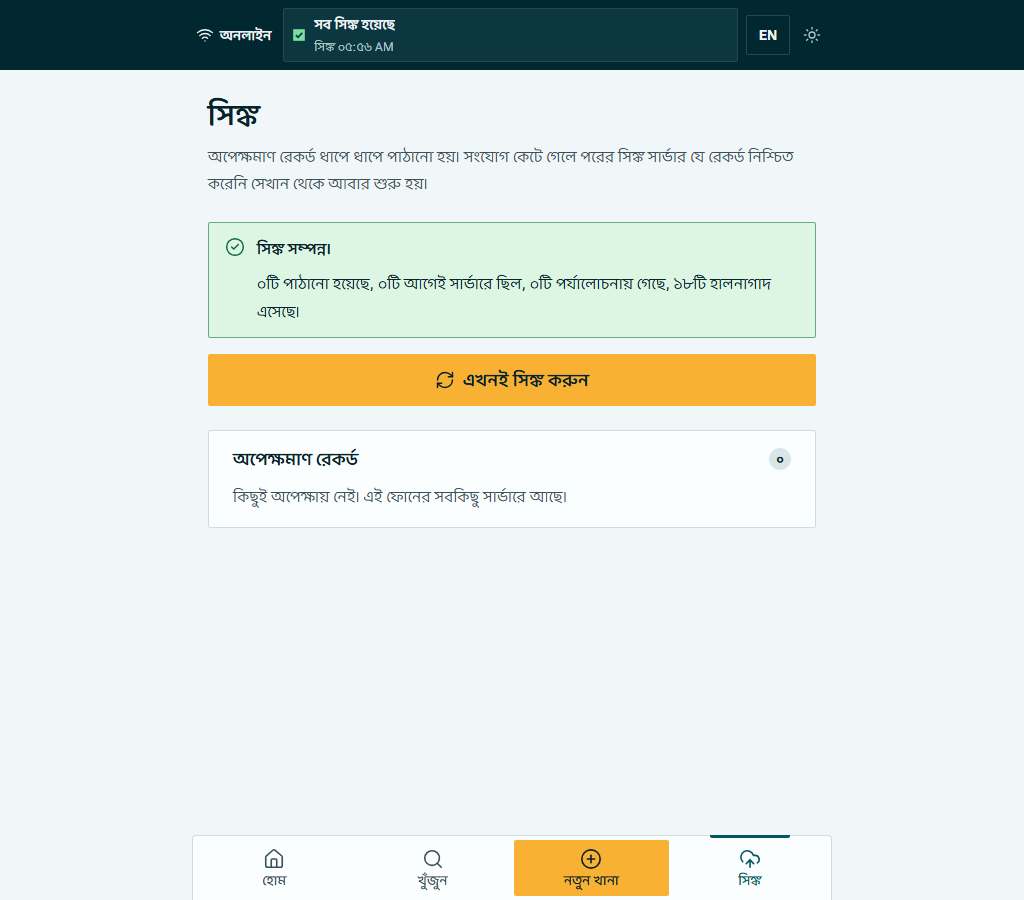 অনলাইন
সব সিঙ্ক হয়েছে
সিঙ্ক ০৫:৫৬ AM
EN
সিঙ্ক
অপেক্ষমাণ রেকর্ড ধাপে ধাপে পাঠানো হয়। সংযোগ কেটে গেলে পরের সিঙ্ক সার্ভার যে রেকর্ড নিশ্চিত
করেনি সেখান থেকে আবার শুরু হয়।
সিঙ্ক সম্পন্ন।
০টি পাঠানো হয়েছে, ০টি আগেই সার্ভারে ছিল, ০টি পর্যালোচনায় গেছে, ১৮টি হালনাগাদ
এসেছে।
এখনই সিঙ্ক করুন
অপেক্ষমাণ রেকর্ড
০
কিছুই অপেক্ষায় নেই। এই ফোনের সবকিছু সার্ভারে আছে।
হোম
খুঁজুন
নতুন খানা
সিঙ্ক